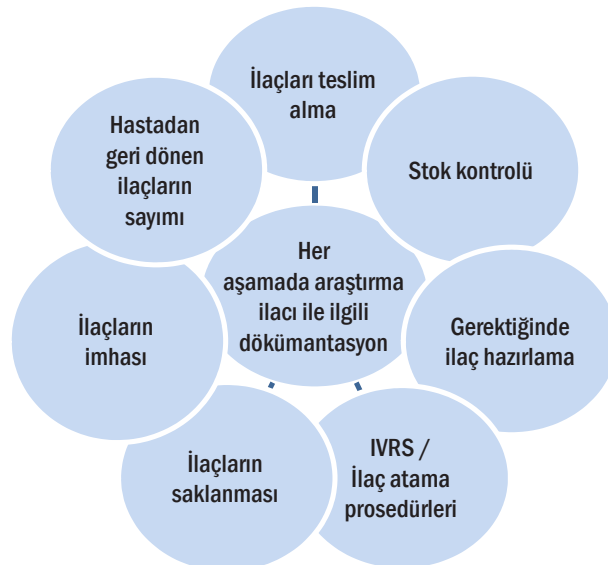 İlaçları teslim
alma
Stok kontrolü
Gerektiğinde
ilaç hazırlama
IVRS /
İlaç atama
prosedürleri
İlaçların
saklanması
İlaçların
imhası
Hastadan
geri dönen
ilaçların
sayımı
Her
aşamada araştırma
ilacı ile ilgili
dökümantasyon